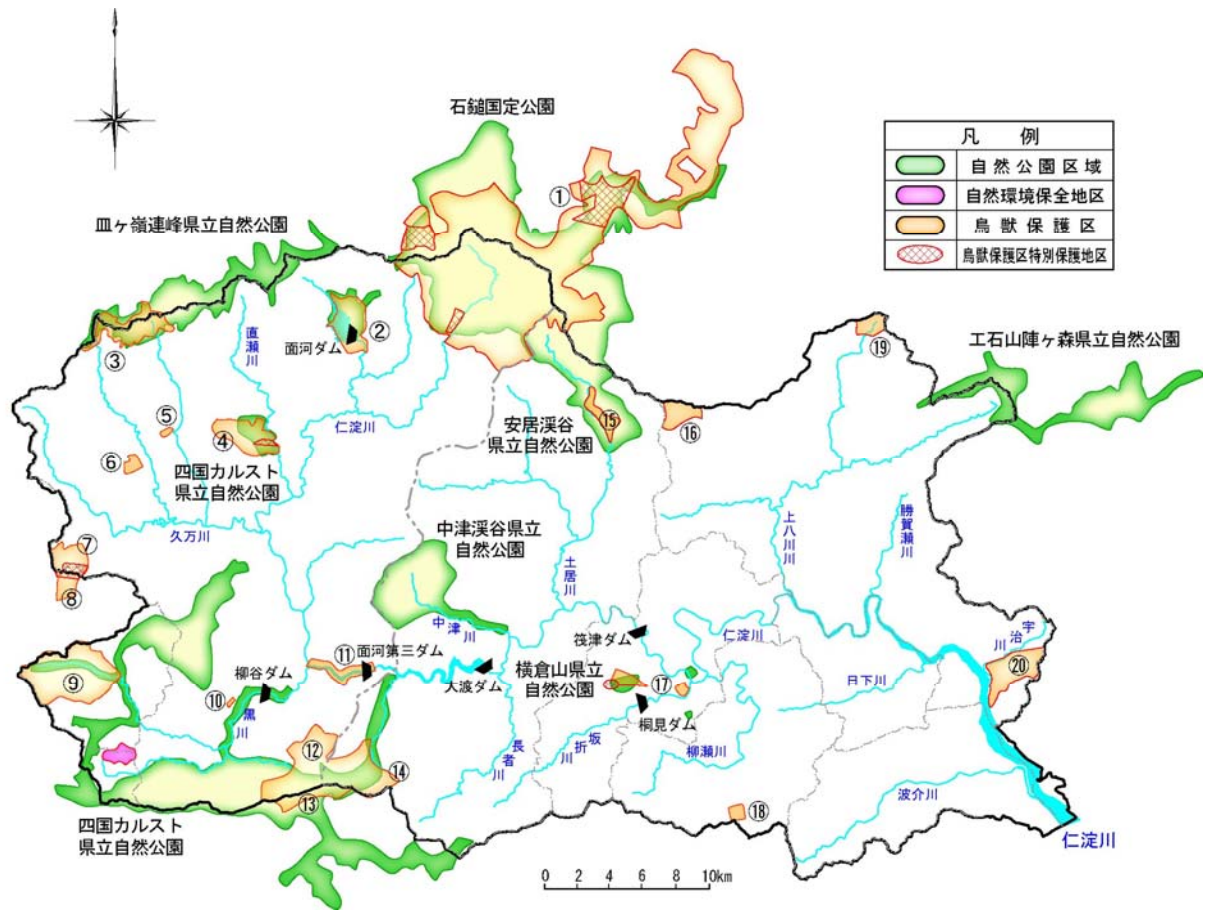 石鎚国定公園
凡 例
自然公園区域
自然環境保全地区
鳥獣保護区
鳥獣保護区特別保護地区
①
皿ヶ嶺連峰県立自然公園
工石山陣ヶ森県立自然公園
②
面河ダム
直瀬川
③
⑲
⑤
④
仁淀川
安居渓谷
県立自然公園
⑮
⑯
⑥
四国カルスト
県立自然公園
久万川
中津渓谷県立
自然公園
上八川川
勝賀瀬川
⑦
⑧
土居川
中津川
筏津ダム
仁淀川
宇治川
⑨
⑪
面河第三ダム
柳谷ダム
大渡ダム
横倉山県立
自然公園
⑰
日下川
⑳
⑩
黒川
桐見ダム
坂折川
柳瀬川
長者川
⑫
⑭
⑬
⑱
波介川
四国カルスト
県立自然公園
仁淀川
0 2 4 6 8 10km